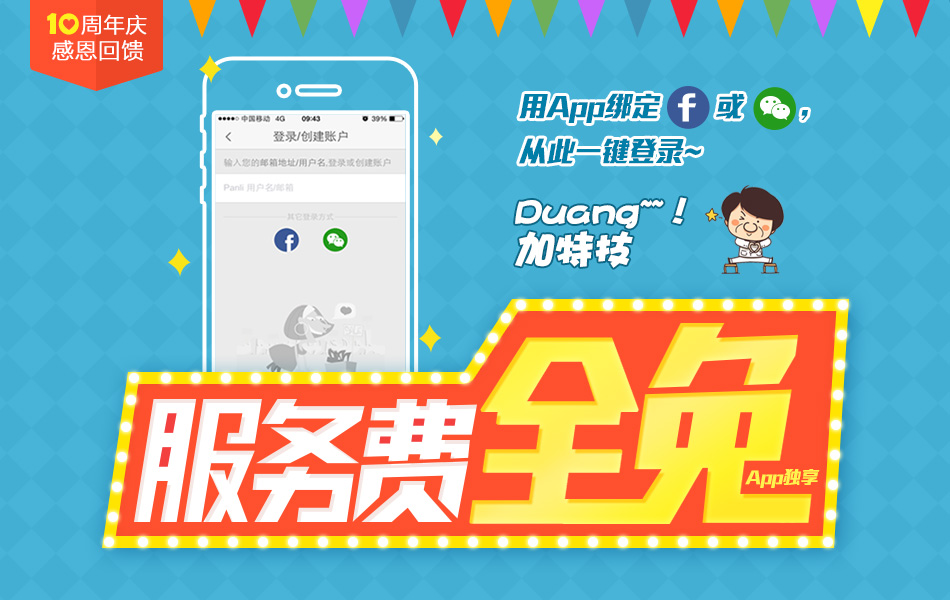 10周年庆
感恩回馈
中国移动 4G 09:43 39%
登录/创建账户
输入您的邮箱地址/用户名,登录或创建账户
Panli 用户名/邮箱
其它登录方式
用App绑定 f 或 ,
从此一键登录~
Duang~~!
加特技
服务费全免
App独享